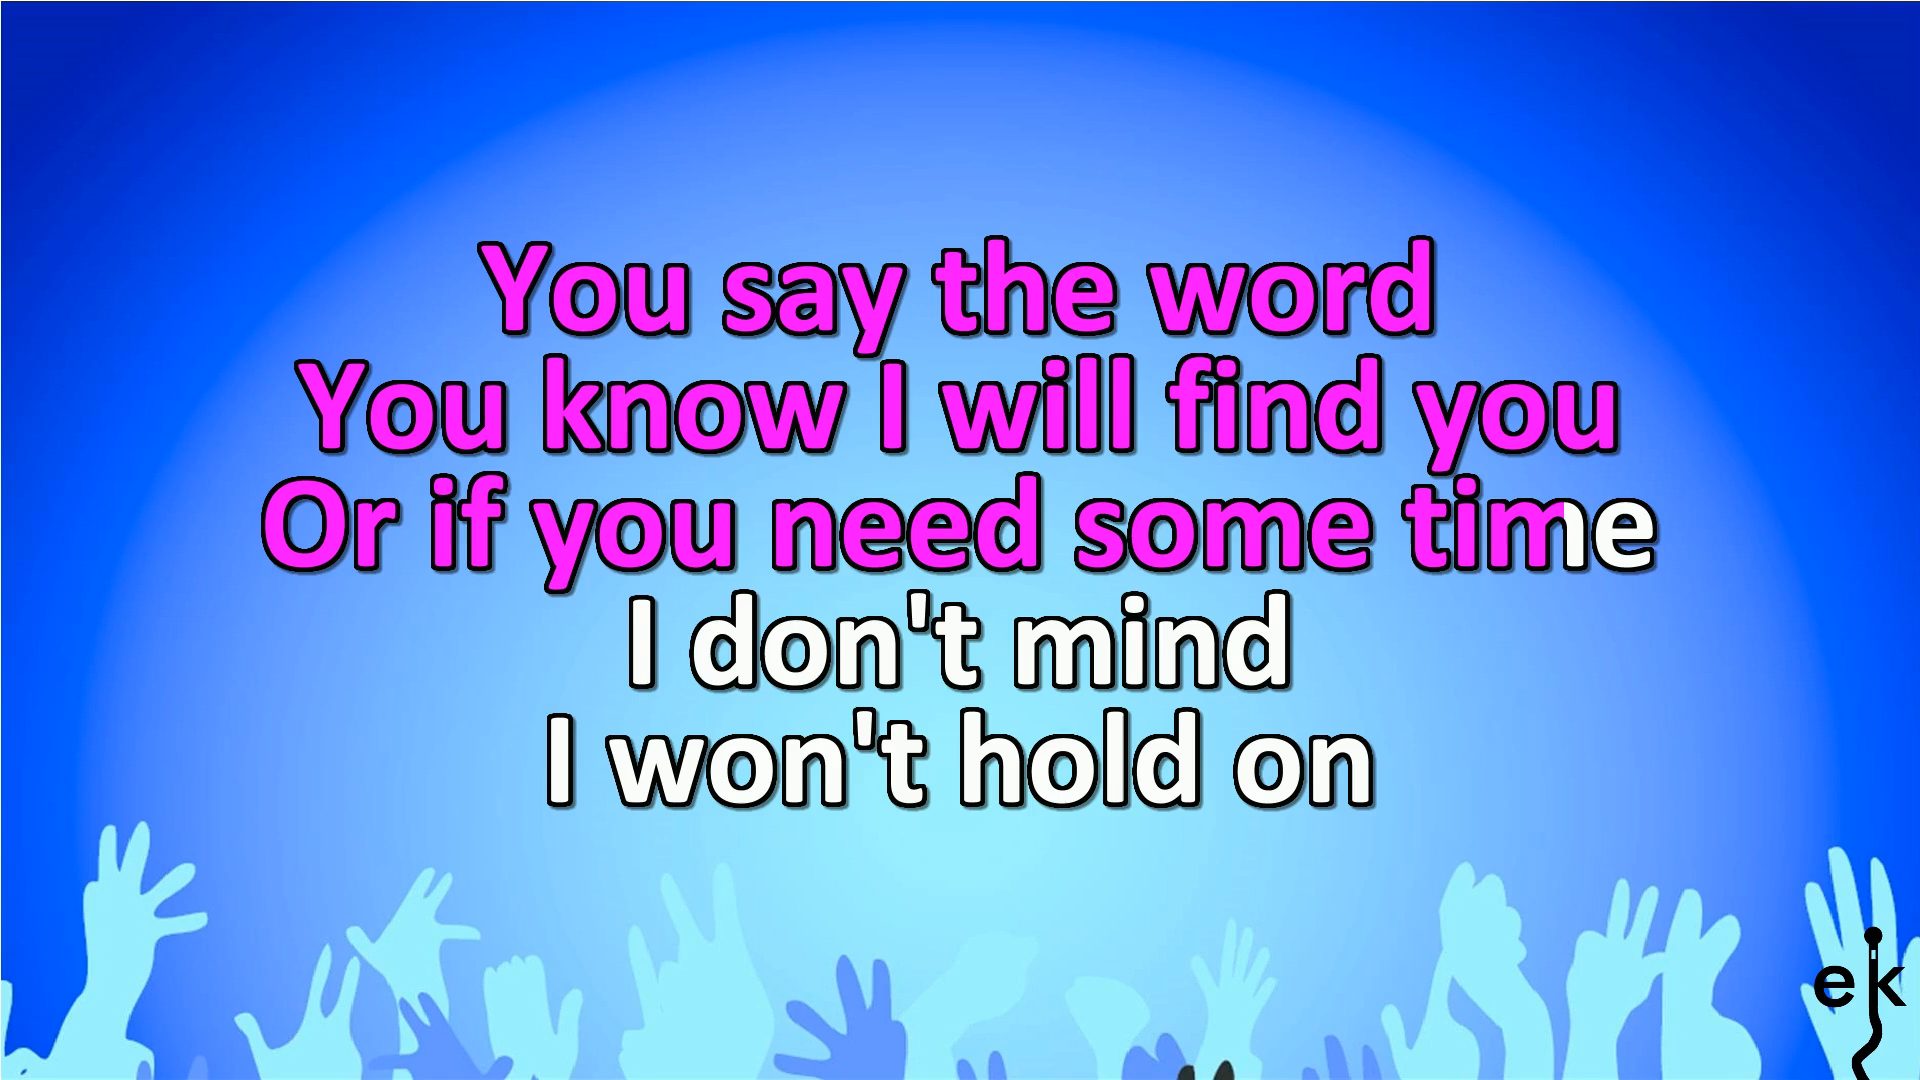 You say the word
You know I will find you
Or if you need some time
I don't mind
I won't hold on
ek